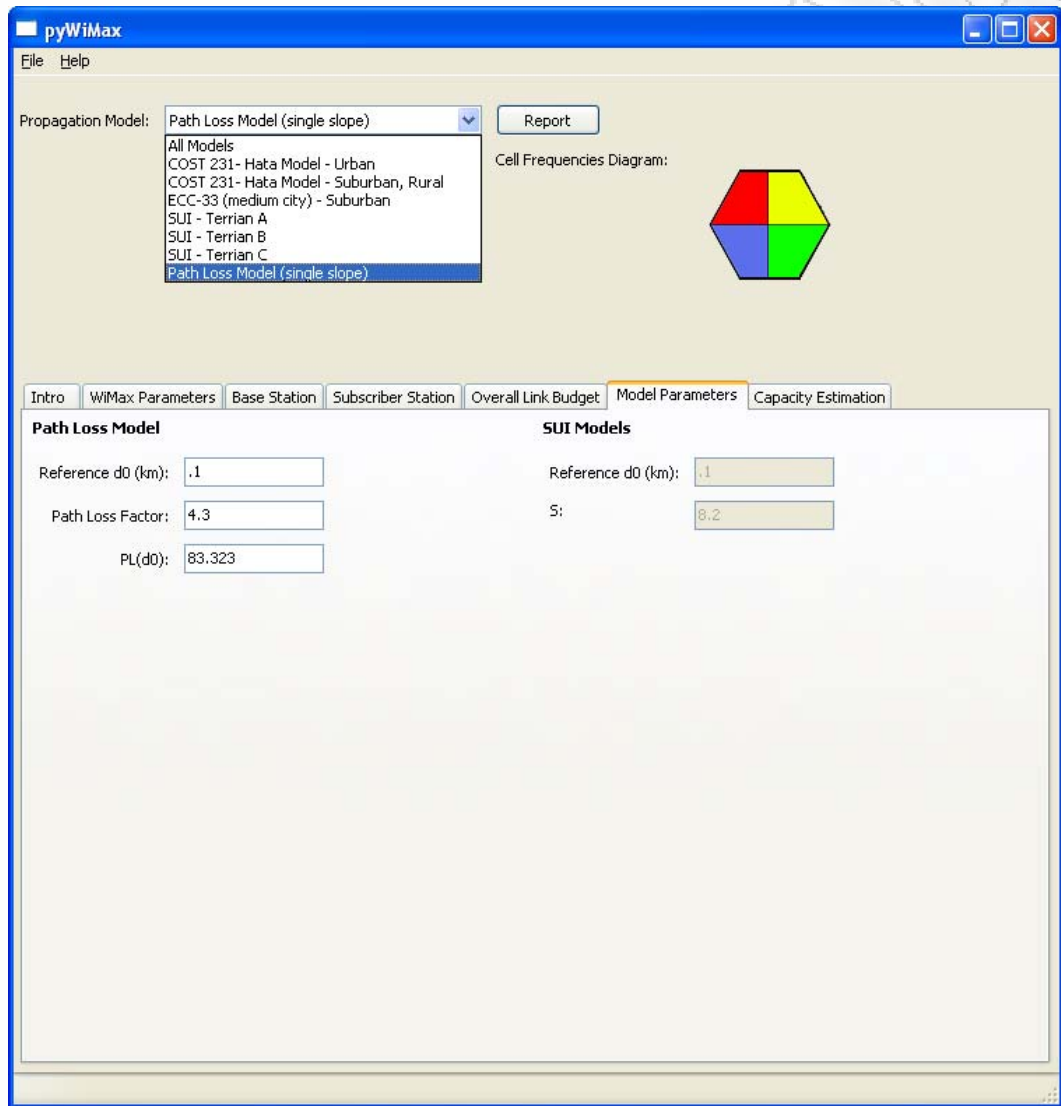 pyWiMax
File Help
Propagation Model: Path Loss Model (single slope) Report
All Models
COST 231- Hata Model - Urban
COST 231- Hata Model - Suburban, Rural
ECC-33 (medium city) - Suburban
SUI - Terrian A
SUI - Terrian B
SUI - Terrian C
Path Loss Model (single slope)
Cell Frequencies Diagram:
Intro WiMax Parameters Base Station Subscriber Station Overall Link Budget Model Parameters Capacity Estimation
Path Loss Model
Reference d0 (km): .1
Path Loss Factor: 4.3
PL(d0): 83.323
SUI Models
Reference d0 (km): .1
S: 8.2